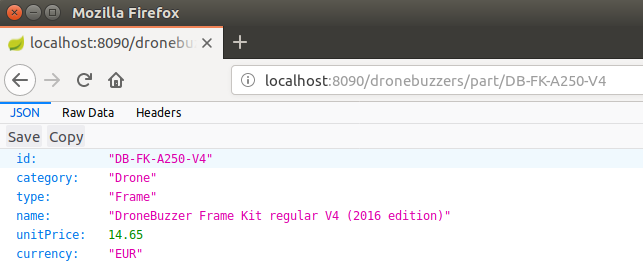 Mozilla Firefox
localhost:8090/dronebuz
localhost:8090/dronebuzzers/part/DB-FK-A250-V4
JSON Raw Data Headers
Save Copy
id: "DB-FK-A250-V4"
category: "Drone"
type: "Frame"
name: "DroneBuzzer Frame Kit regular V4 (2016 edition)"
unitPrice: 14.65
currency: "EUR"